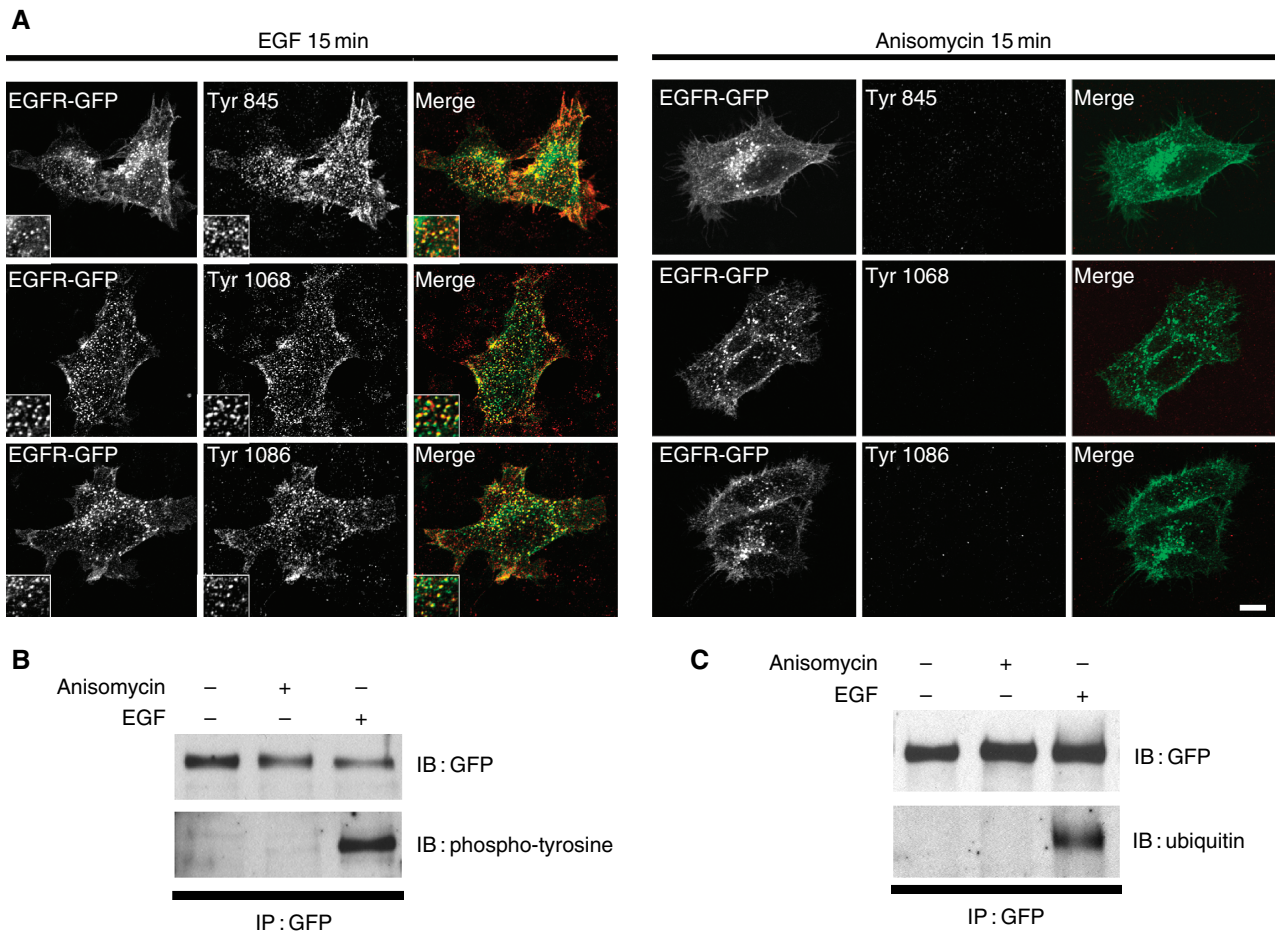 A
EGF 15 min
Anisomycin 15 min
EGFR-GFP Tyr 845 Merge
EGFR-GFP Tyr 845 Merge
EGFR-GFP Tyr 1068 Merge
EGFR-GFP Tyr 1068 Merge
EGFR-GFP Tyr 1086 Merge
EGFR-GFP Tyr 1086 Merge
B
Anisomycin – + –
EGF – – +
IB : GFP
IB : phospho-tyrosine
IP : GFP
C
Anisomycin – + –
EGF – – +
IB : GFP
IB : ubiquitin
IP : GFP